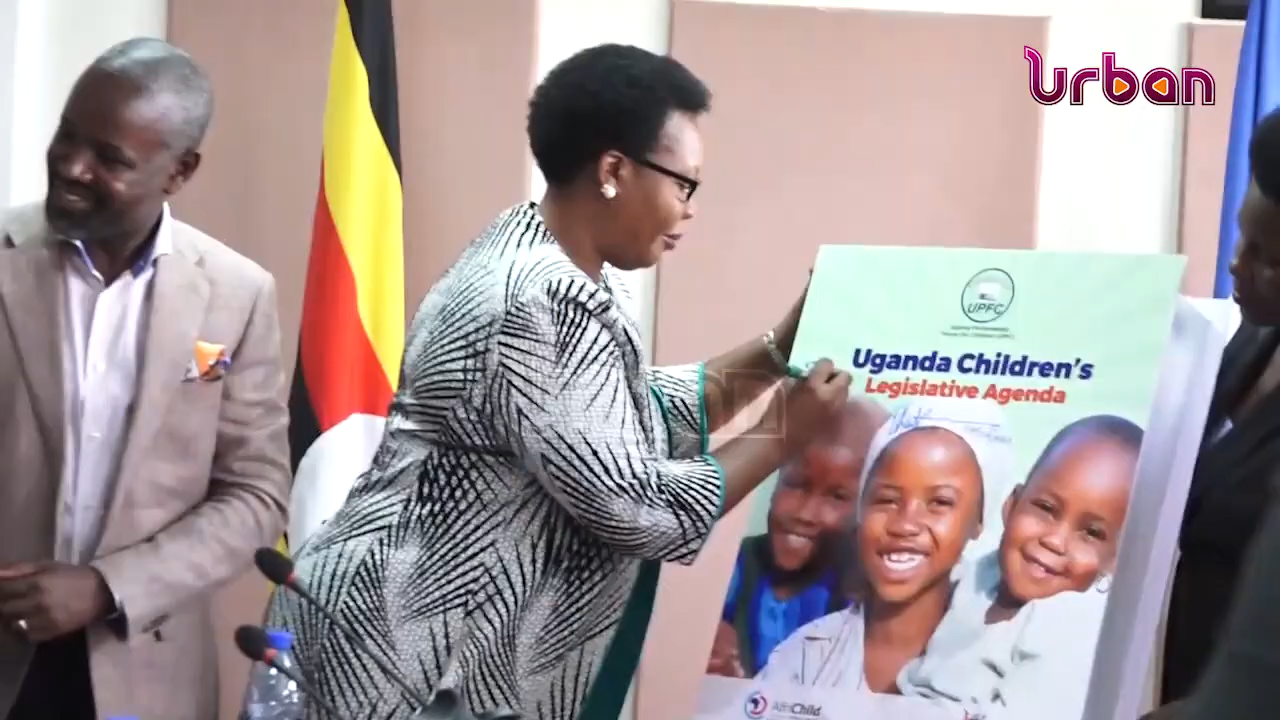 Urban
UPFC
Uganda Children's
Legislative Agenda
AfriChild